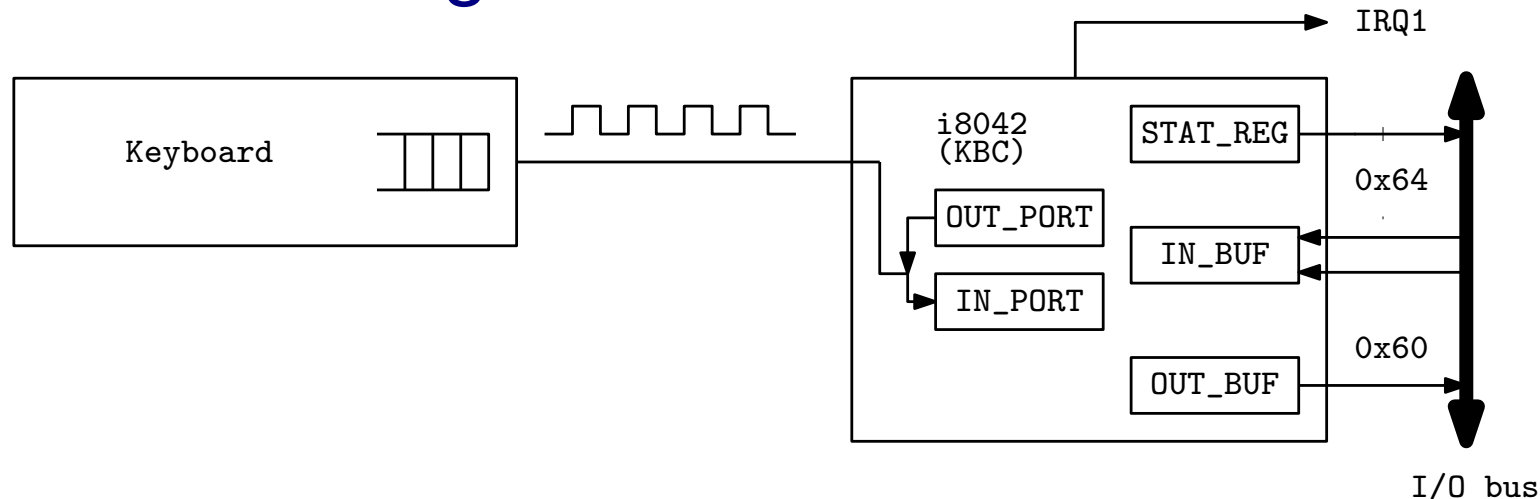 IRQ1
Keyboard
i8042
(KBC)
STAT_REG
0x64
OUT_PORT
IN_BUF
IN_PORT
0x60
OUT_BUF
I/O bus